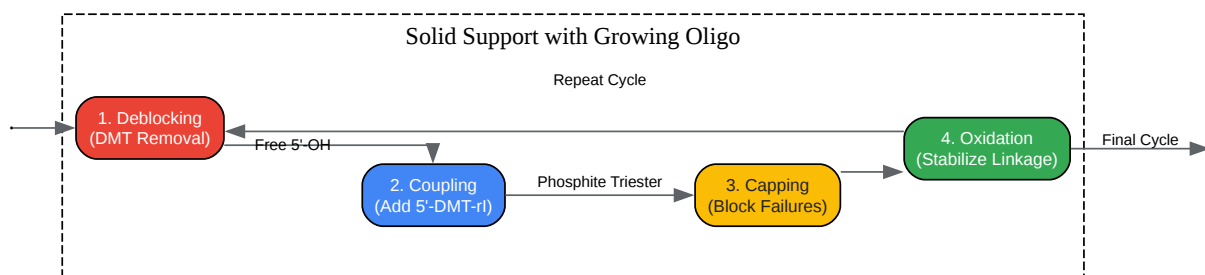 Solid Support with Growing Oligo
Repeat Cycle
1. Deblocking
(DMT Removal)
Free 5'-OH
2. Coupling
(Add 5'-DMT-rI)
Phosphite Triester
3. Capping
(Block Failures)
4. Oxidation
(Stabilize Linkage)
Final Cycle